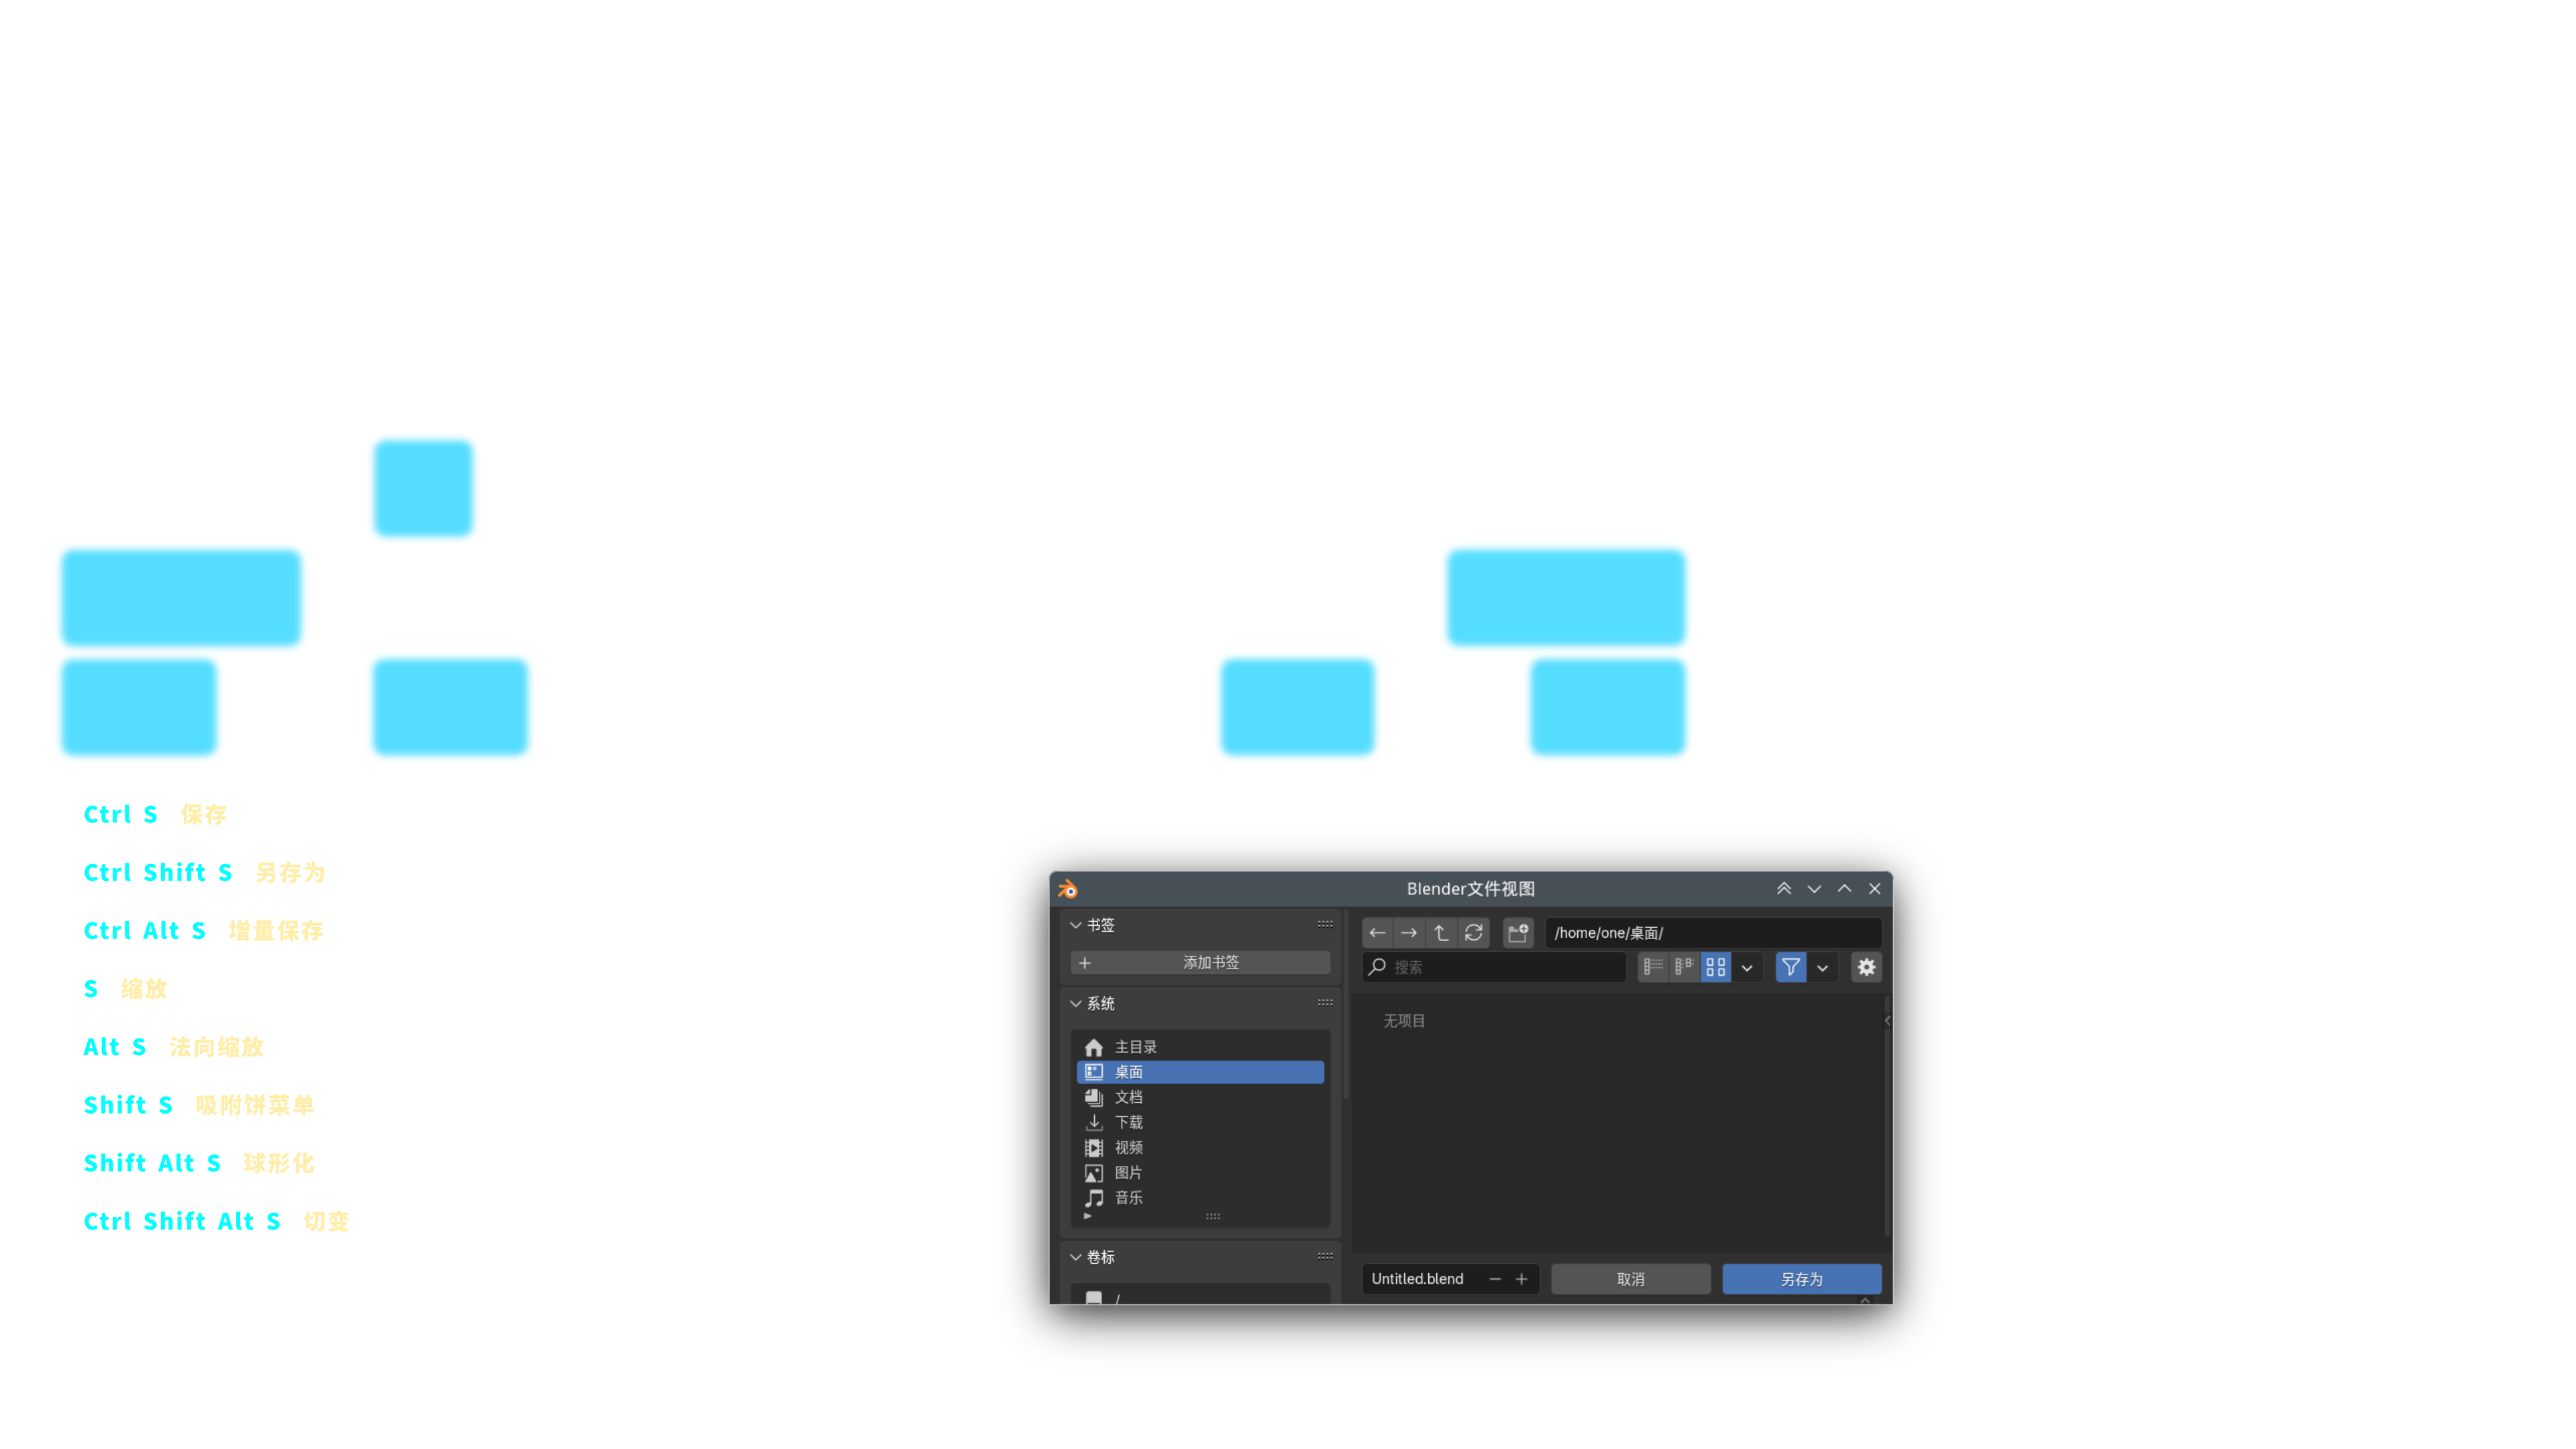 Ctrl S 保存
Ctrl Shift S 另存为
Ctrl Alt S 增量保存
S 缩放
Alt S 法向缩放
Shift S 吸附饼菜单
Shift Alt S 球形化
Ctrl Shift Alt S 切变
Blender文件视图
书签
添加书签
系统
主目录
桌面
文档
下载
视频
图片
音乐
卷标
/
/home/one/桌面/
搜索
无项目
Untitled.blend
取消
另存为